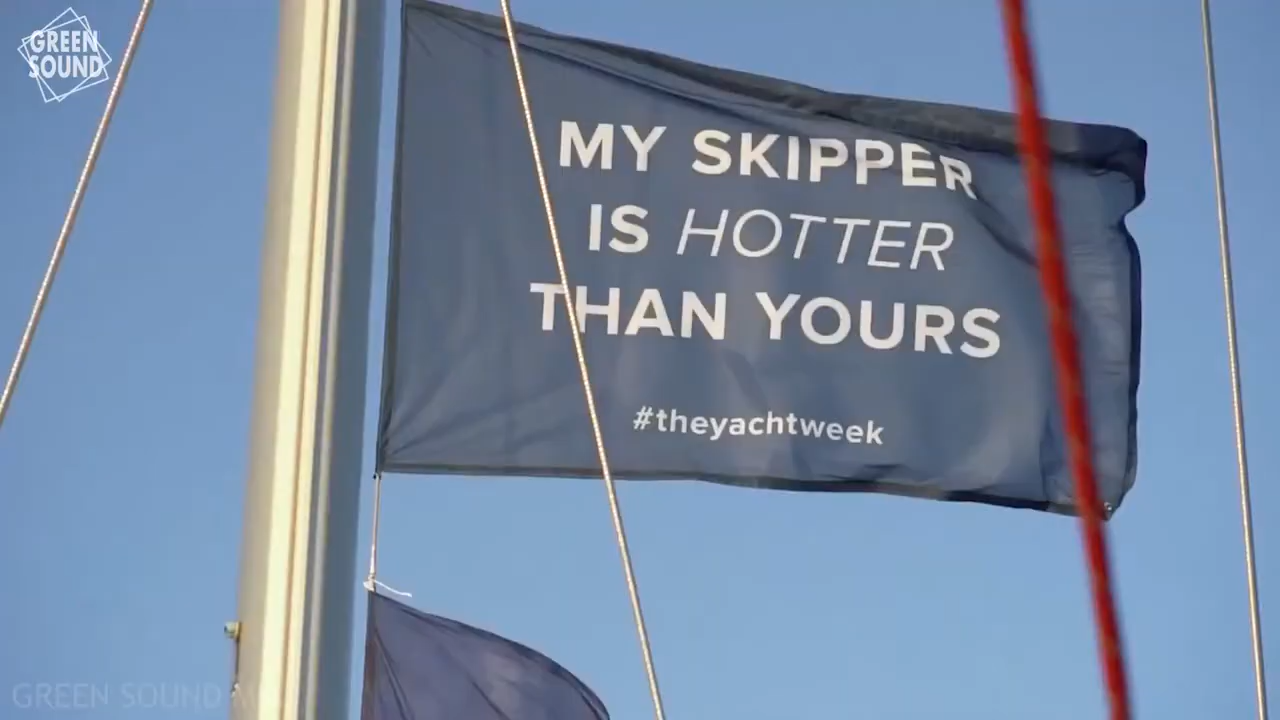 GREEN
SOUND
MY SKIPPER
IS HOTTER
THAN YOURS
#theyachtweek
GREEN SOUND